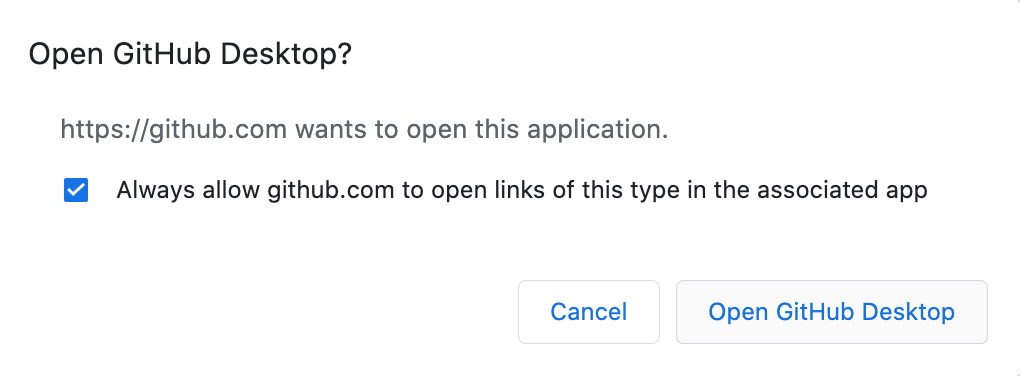 Open GitHub Desktop?
https://github.com wants to open this application.
Always allow github.com to open links of this type in the associated app
Cancel
Open GitHub Desktop